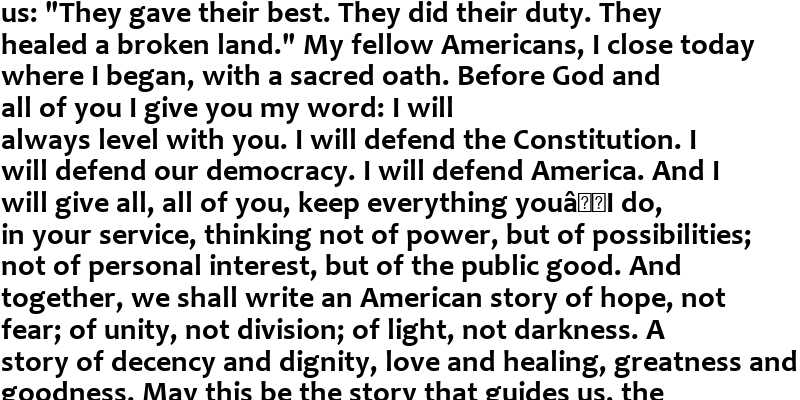 us: "They gave their best. They did their duty. They
healed a broken land." My fellow Americans, I close today
where I began, with a sacred oath. Before God and
all of you I give you my word: I will
always level with you. I will defend the Constitution. I
will defend our democracy. I will defend America. And I
will give all, all of you, keep everything youâ��I do,
in your service, thinking not of power, but of possibilities;
not of personal interest, but of the public good. And
together, we shall write an American story of hope, not
fear; of unity, not division; of light, not darkness. A
story of decency and dignity, love and healing, greatness and
goodness. May this be the story that guides us, the